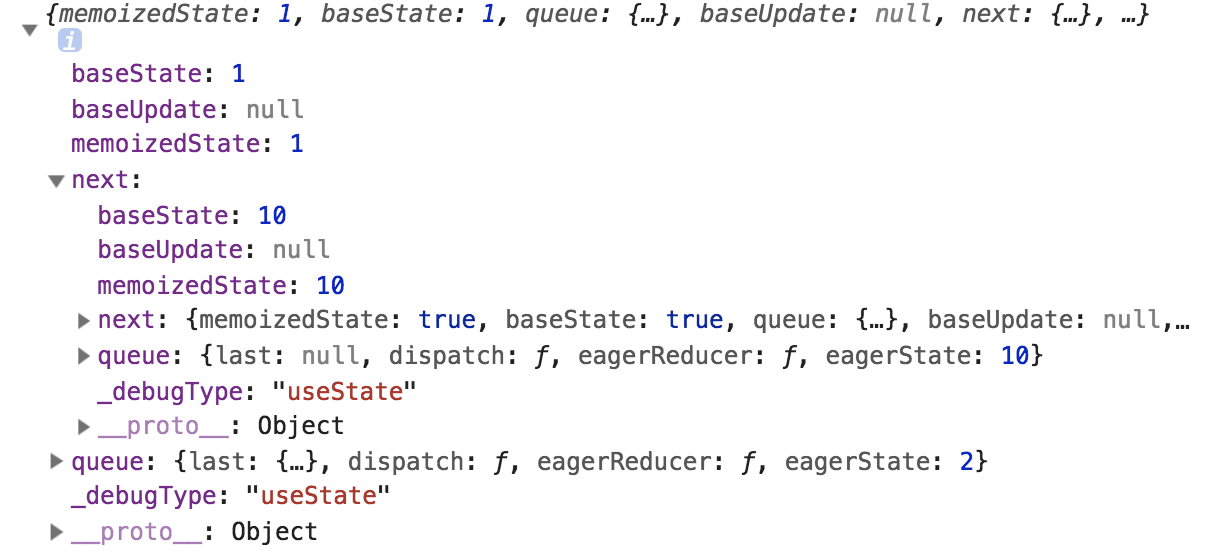 ▼ {memoizedState: 1, baseState: 1, queue: {…}, baseUpdate: null, next: {…}, …}
i
baseState: 1
baseUpdate: null
memoizedState: 1
▼ next:
baseState: 10
baseUpdate: null
memoizedState: 10
▶ next: {memoizedState: true, baseState: true, queue: {…}, baseUpdate: null,…
▶ queue: {last: null, dispatch: ƒ, eagerReducer: ƒ, eagerState: 10}
_debugType: "useState"
▶ __proto__: Object
▶ queue: {last: {…}, dispatch: ƒ, eagerReducer: ƒ, eagerState: 2}
_debugType: "useState"
▶ __proto__: Object